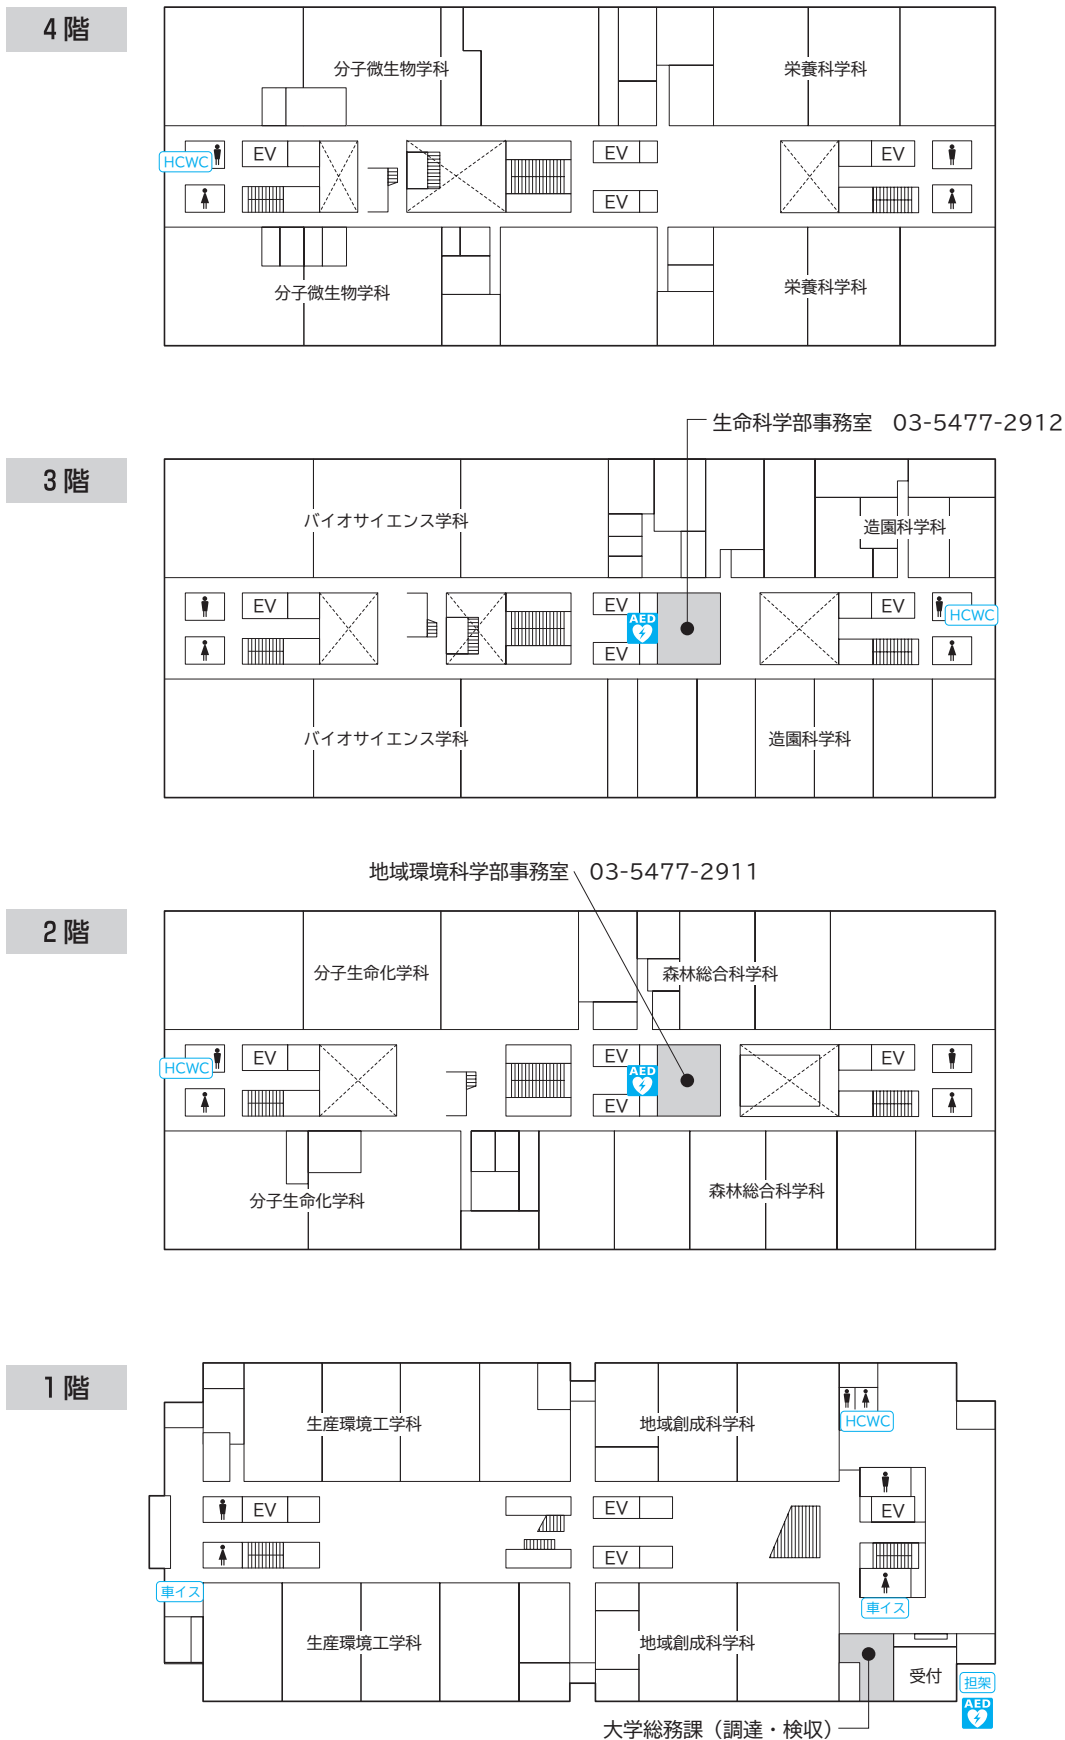 4階
分子微生物学科
栄養科学科
HCWC
EV
EV
EV
EV
分子微生物学科
栄養科学科
生命科学部事務室 03-5477-2912
3階
バイオサイエンス学科
造園科学科
EV
EV
EV
AED
HCWC
EV
バイオサイエンス学科
造園科学科
地域環境科学部事務室 03-5477-2911
2階
分子生命化学科
森林総合科学科
HCWC
EV
EV
EV
AED
EV
分子生命化学科
森林総合科学科
1階
生産環境工学科
地域創成科学科
HCWC
EV
EV
EV
EV
車イス
車イス
生産環境工学科
地域創成科学科
受付
担架
AED
大学総務課（調達・検収）